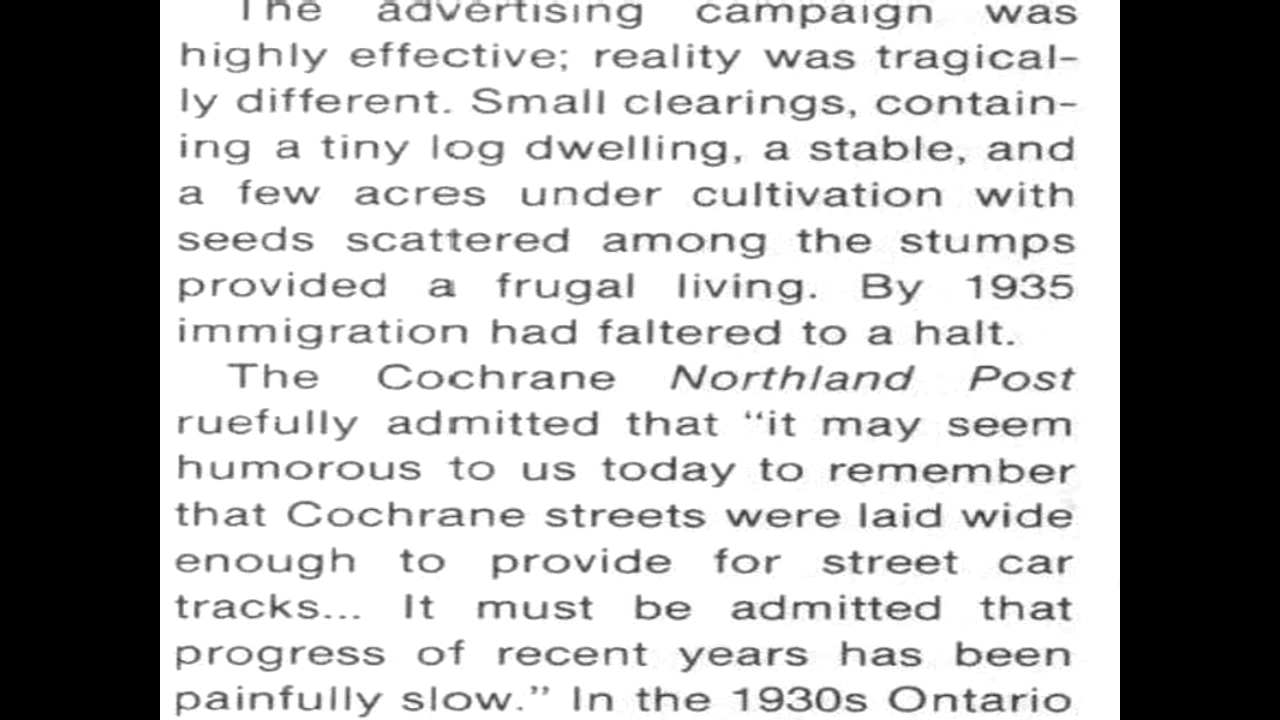 The advertising campaign was
highly effective; reality was tragical-
ly different. Small clearings, contain-
ing a tiny log dwelling, a stable, and
a few acres under cultivation with
seeds scattered among the stumps
provided a frugal living. By 1935
immigration had faltered to a halt.
The Cochrane Northland Post
ruefully admitted that “it may seem
humorous to us today to remember
that Cochrane streets were laid wide
enough to provide for street car
tracks... It must be admitted that
progress of recent years has been
painfully slow.” In the 1930s Ontario